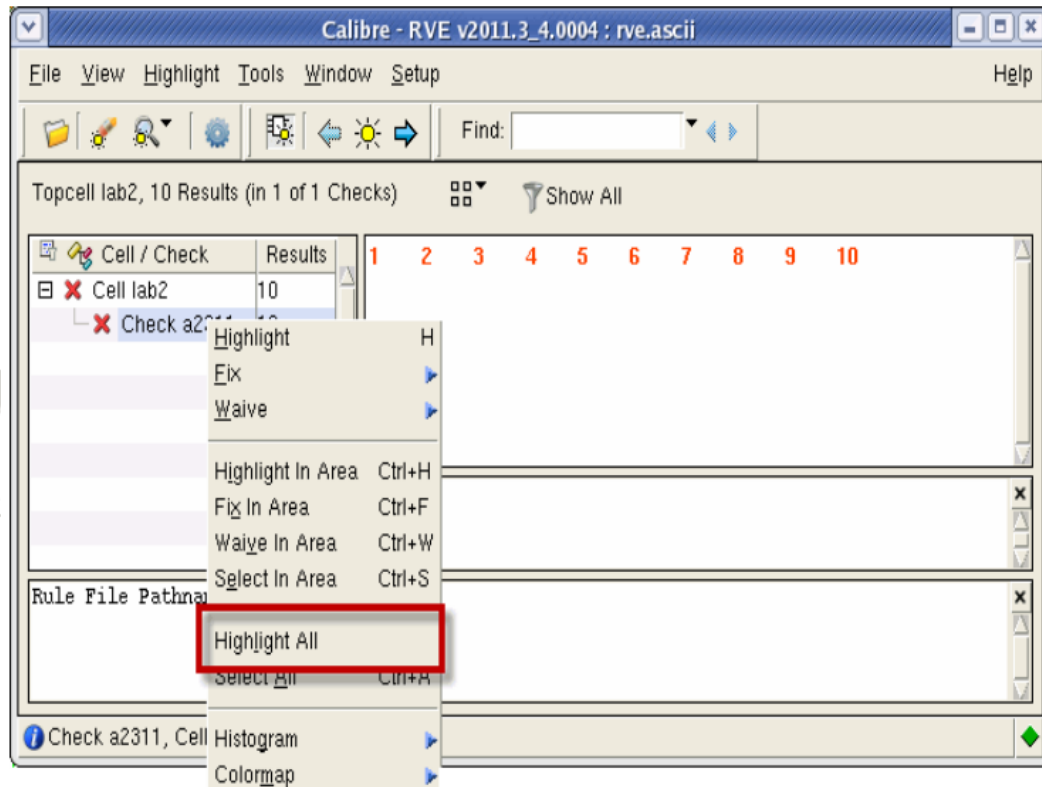 Calibre - RVE v2011.3_4.0004 : rve.ascii
File View Highlight Tools Window Setup Help
Find:
Topcell lab2, 10 Results (in 1 of 1 Checks) Show All
Cell / Check Results 1 2 3 4 5 6 7 8 9 10
Cell lab2 10
Check a2311
Highlight H
Fix
Waive
Highlight In Area Ctrl+H
Fix In Area Ctrl+F
Waive In Area Ctrl+W
Select In Area Ctrl+S
Rule File
Highlight All
Select All Ctrl+A
Check a2311, Cell
Histogram
Colormap